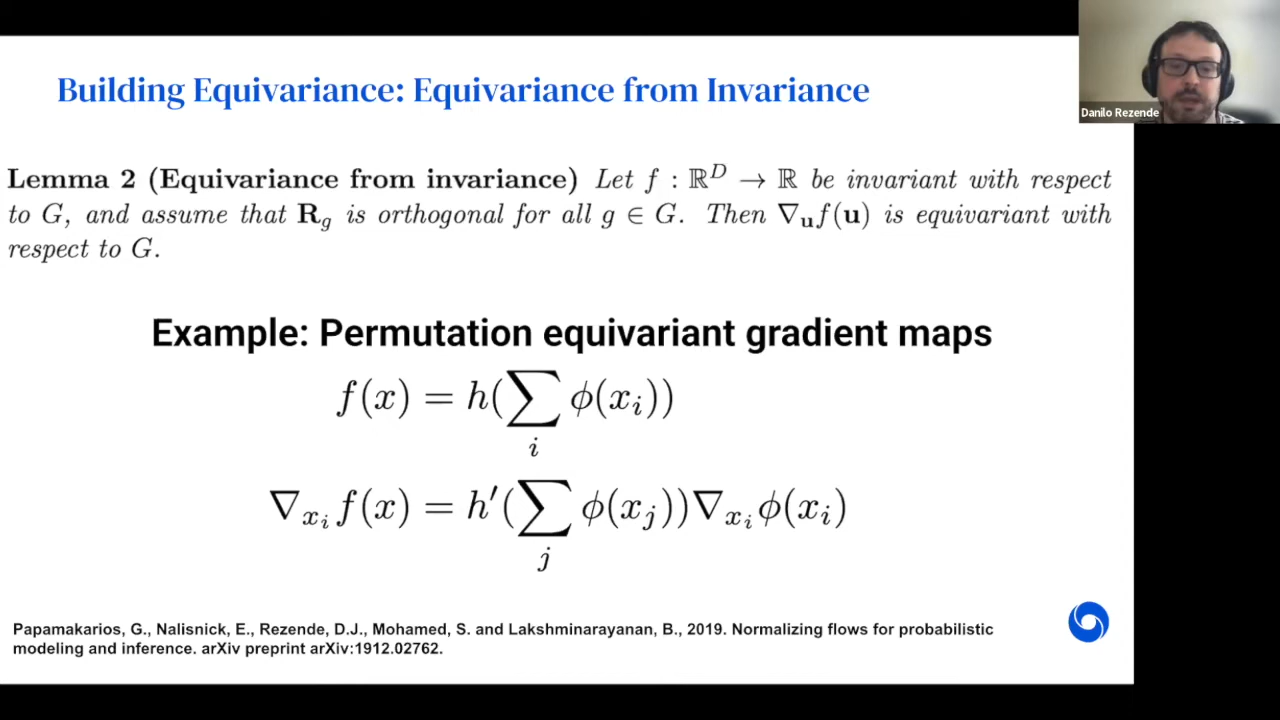 Building Equivariance: Equivariance from Invariance
Danilo Rezende
Lemma 2 (Equivariance from invariance) Let f : ℝ^D → ℝ be invariant with respect
to G, and assume that R_g is orthogonal for all g ∈ G. Then ∇_u f(u) is equivariant with
respect to G.
Example: Permutation equivariant gradient maps
f(x) = h(∑_i ϕ(x_i))
∇_{x_i} f(x) = h′(∑_j ϕ(x_j))∇_{x_i} ϕ(x_i)
Papamakarios, G., Nalisnick, E., Rezende, D.J., Mohamed, S. and Lakshminarayanan, B., 2019. Normalizing flows for probabilistic
modeling and inference. arXiv preprint arXiv:1912.02762.